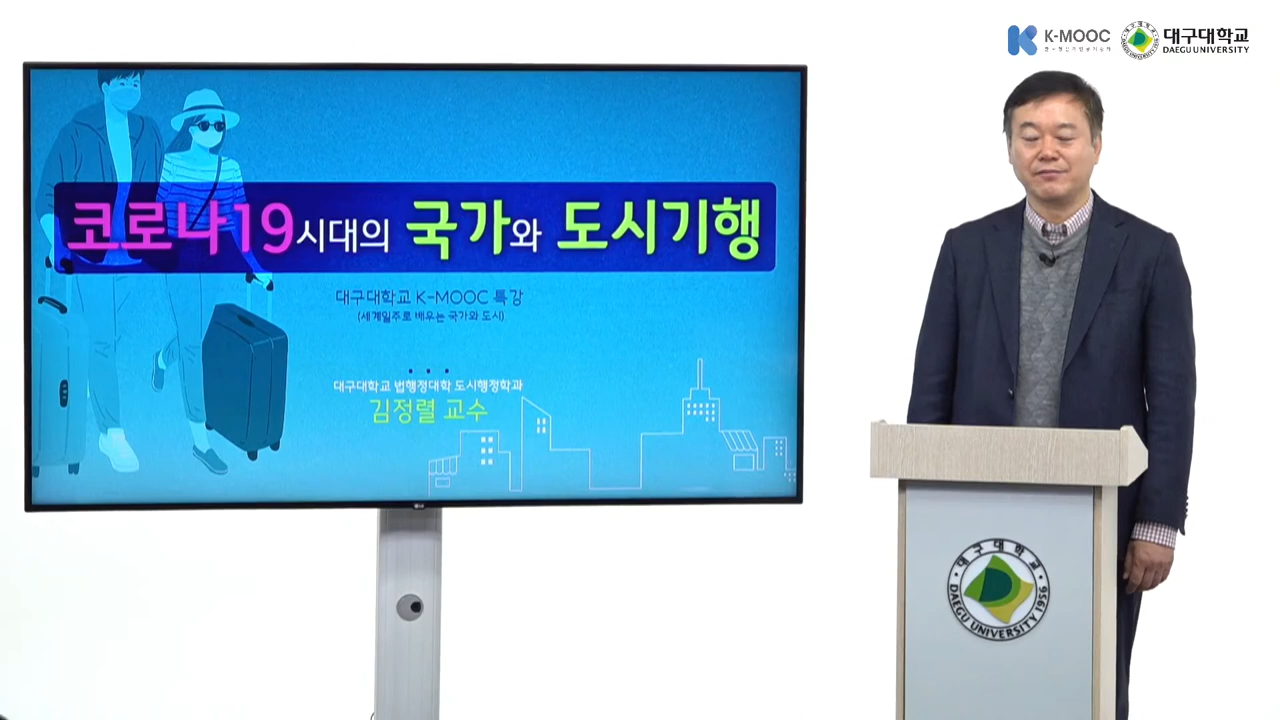 K-MOOC
대구대학교
DAEGU UNIVERSITY
코로나19시대의 국가와 도시기행
대구대학교 K-MOOC 특강
(세계일주로 배우는 국가와 도시)
대구대학교 법행정대학 도시행정학과
김정렬 교수
LG
대구대학교
DAEGU UNIVERSITY 1956